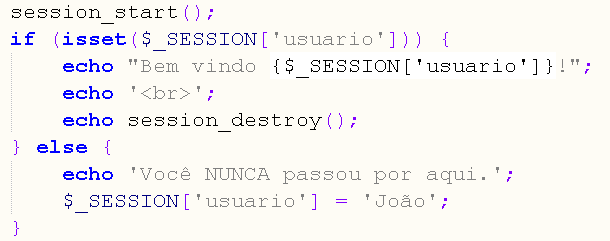 session_start();
if (isset($_SESSION['usuario'])) {
    echo "Bem vindo {$_SESSION['usuario']}!";
    echo '<br>';
    echo session_destroy();
} else {
    echo 'Você NUNCA passou por aqui.';
    $_SESSION['usuario'] = 'João';
}